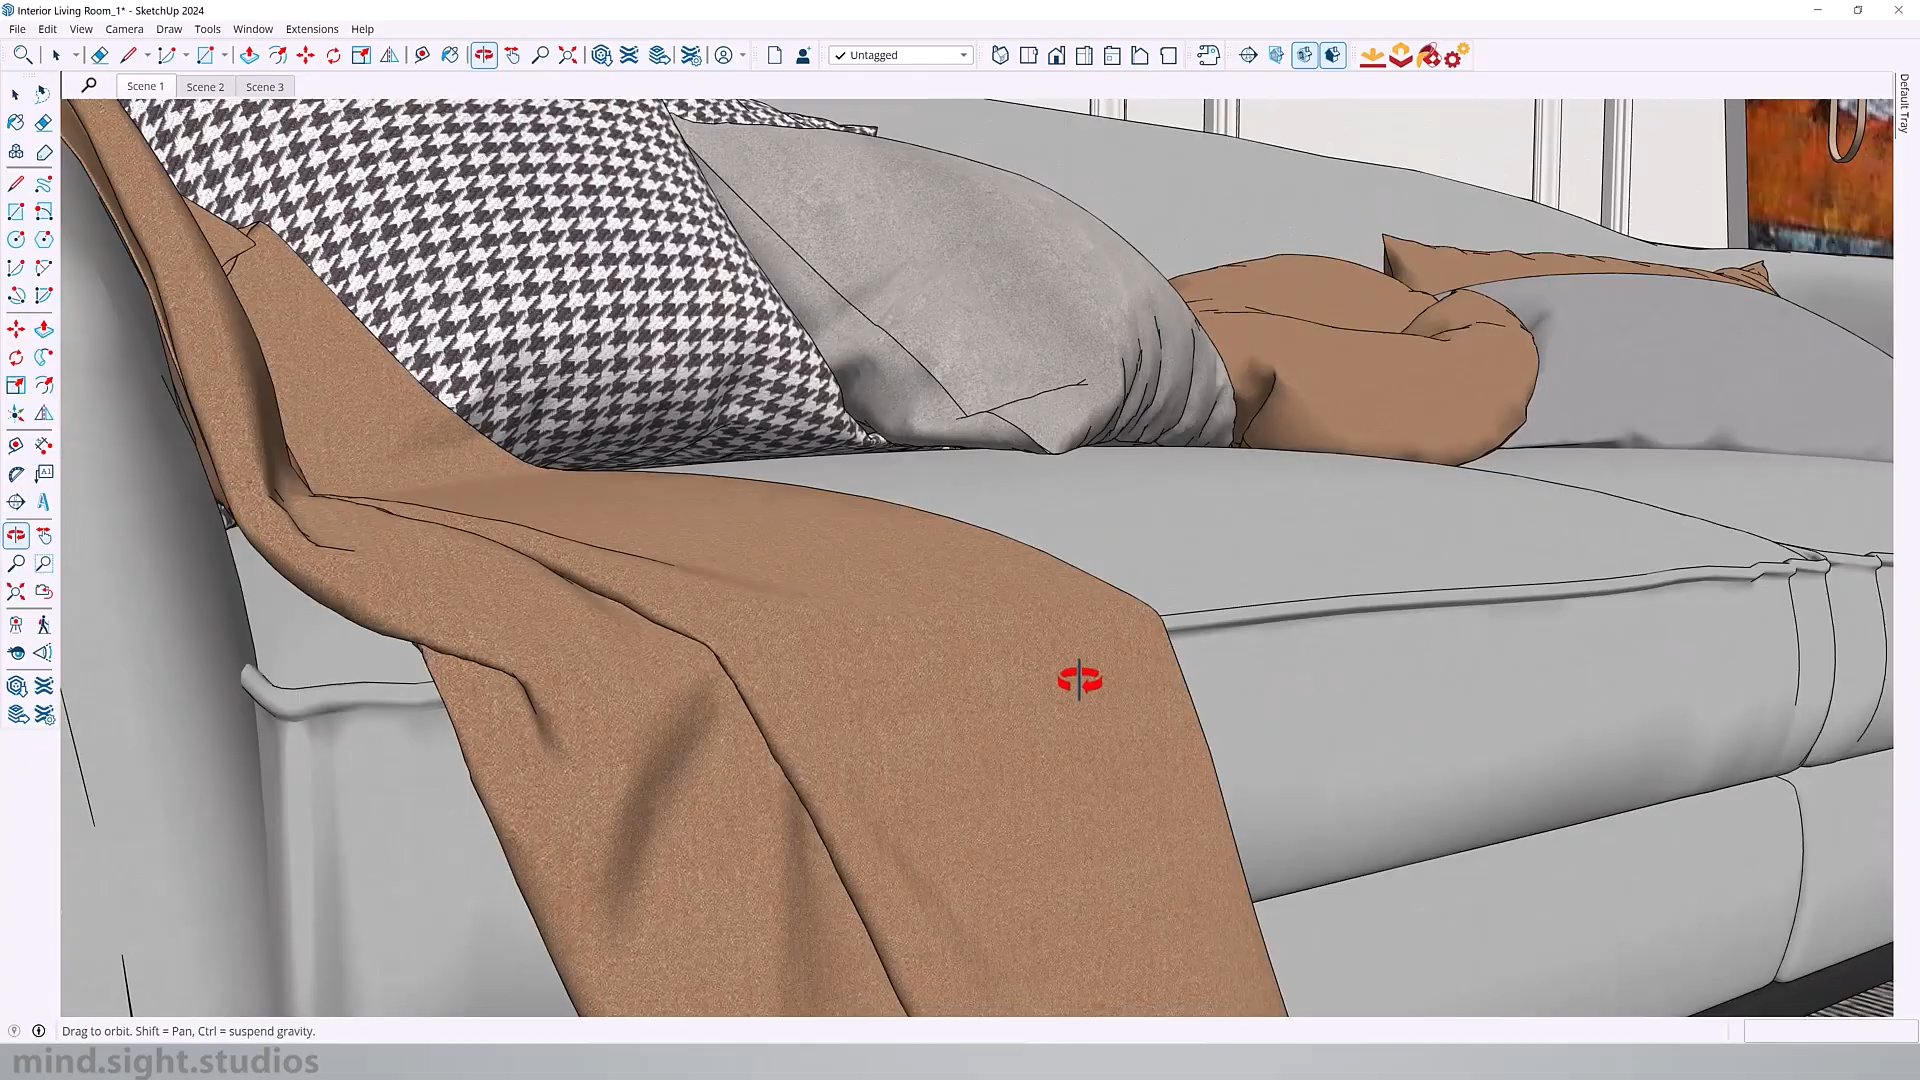 Interior Living Room_1* - SketchUp 2024
File Edit View Camera Draw Tools Window Extensions Help
✓ Untagged
Scene 1 Scene 2 Scene 3
Default Tray
A1
A
Drag to orbit. Shift = Pan, Ctrl = suspend gravity.
mind.sight.studios